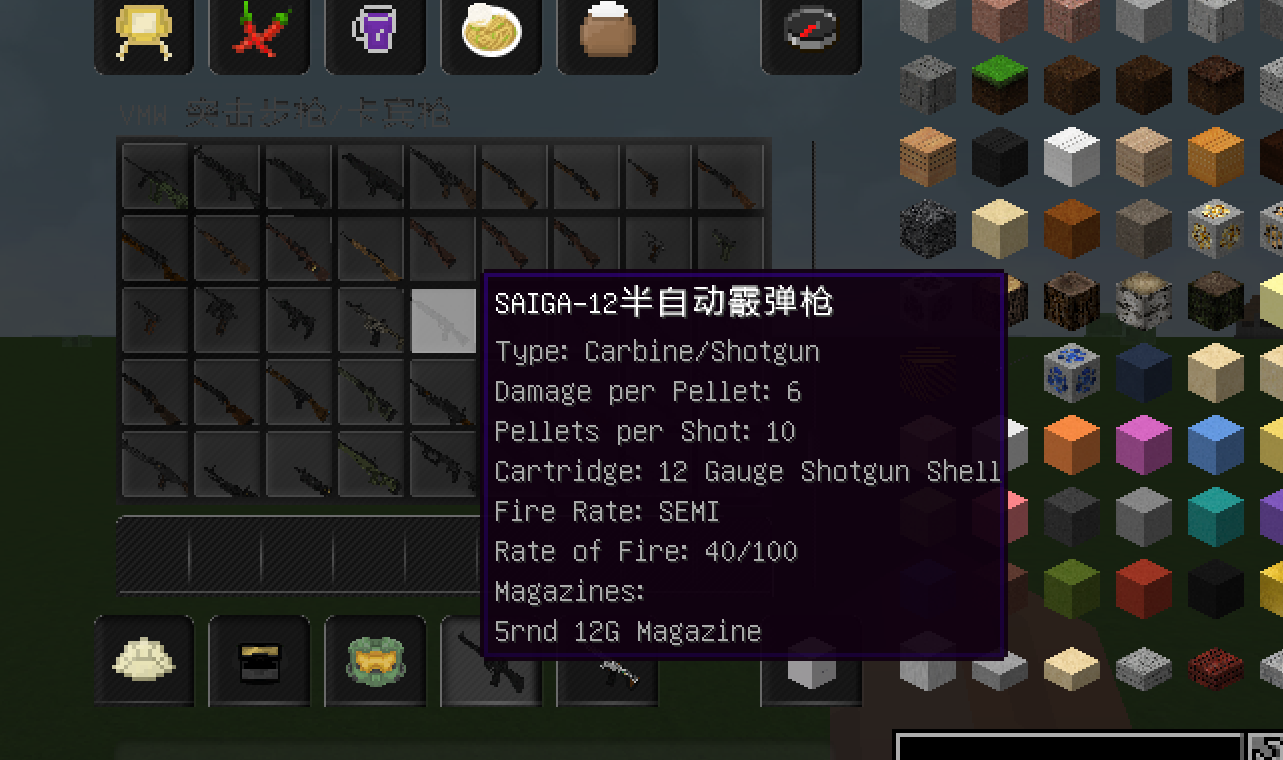 VMW 突击步枪/卡宾枪
SAIGA-12半自动霰弹枪
Type: Carbine/Shotgun
Damage per Pellet: 6
Pellets per Shot: 10
Cartridge: 12 Gauge Shotgun Shell
Fire Rate: SEMI
Rate of Fire: 40/100
Magazines:
5rnd 12G Magazine